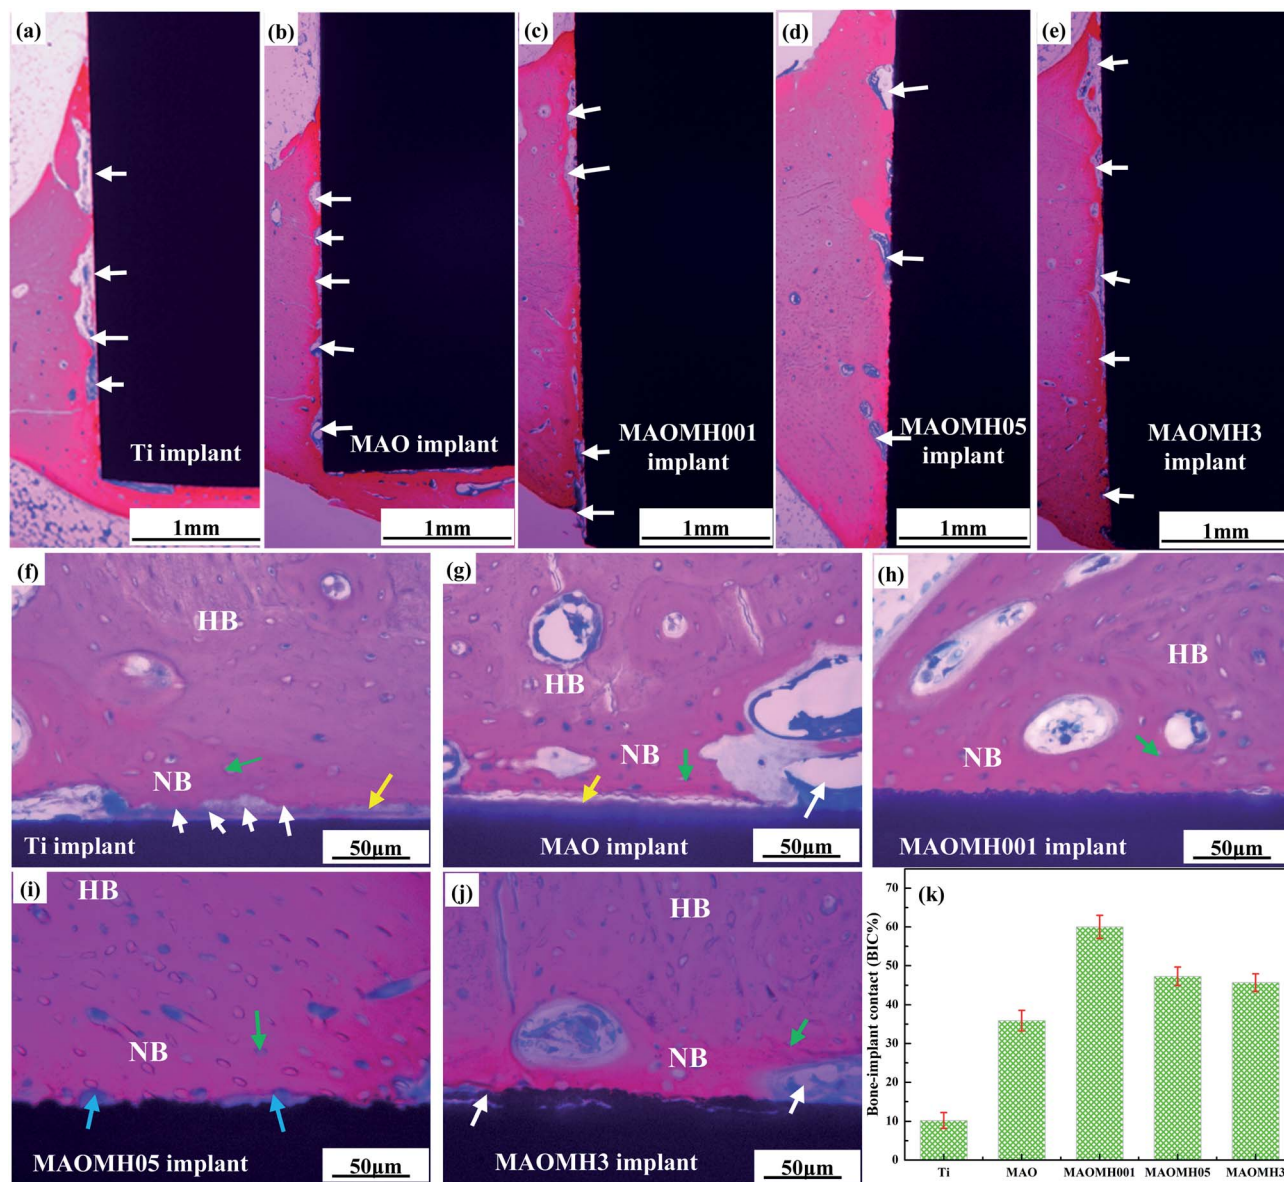 (a)
Ti implant
1mm
(b)
MAO implant
1mm
(c)
MAOMH001
implant
1mm
(d)
MAOMH05
implant
1mm
(e)
MAOMH3
implant
1mm
(f)
HB
NB
Ti implant
50μm
(g)
HB
NB
MAO implant
50μm
(h)
HB
NB
MAOMH001 implant
50μm
(i)
HB
NB
MAOMH05 implant
50μm
(j)
HB
NB
MAOMH3 implant
50μm
(k)
Bone-implant contact (BIC%)
70
60
50
40
30
20
10
0
Ti MAO MAOMH001 MAOMH05 MAOMH3